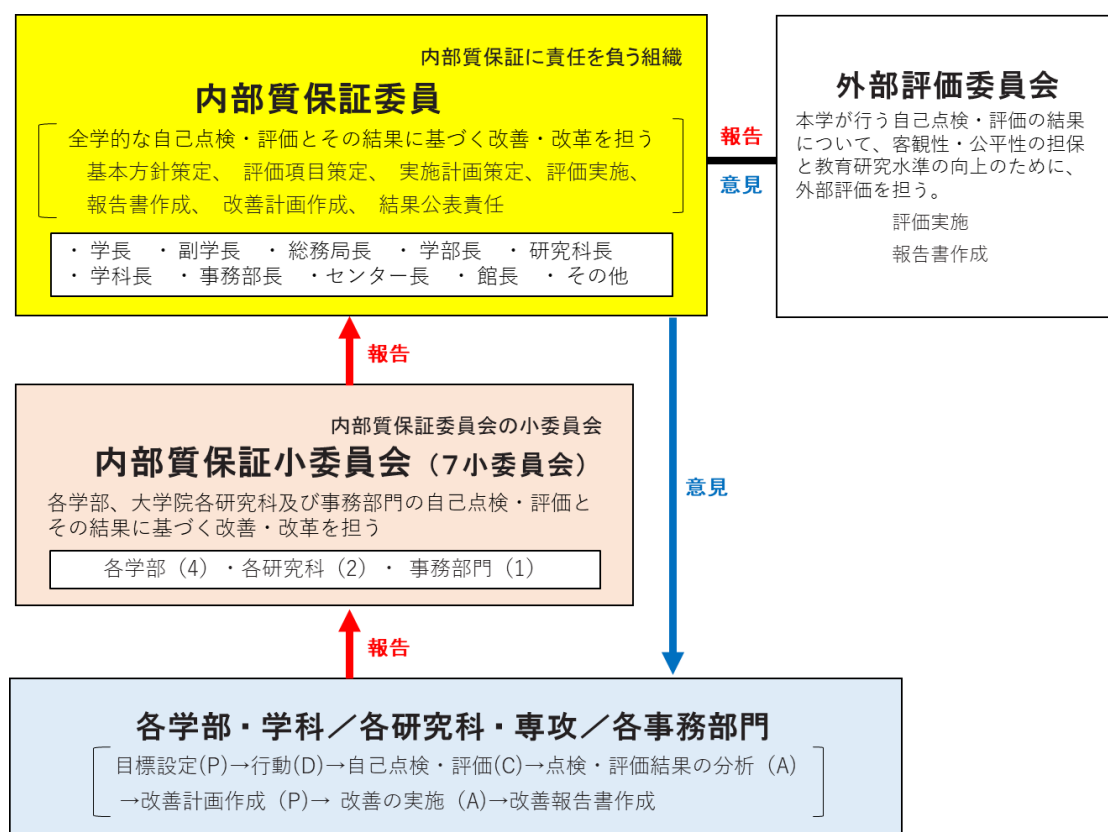 内部質保証に責任を負う組織
内部質保証委員
全学的な自己点検・評価とその結果に基づく改善・改革を担う
基本方針策定、 評価項目策定、 実施計画策定、評価実施、
報告書作成、 改善計画作成、 結果公表責任
・ 学長 ・ 副学長 ・ 総務局長 ・ 学部長 ・ 研究科長
・ 学科長 ・ 事務部長 ・センター長 ・ 館長 ・ その他
報告
意見
外部評価委員会
本学が行う自己点検・評価の結果
について、客観性・公平性の担保
と教育研究水準の向上のために、
外部評価を担う。
評価実施
報告書作成
報告
内部質保証委員会の小委員会
内部質保証小委員会（7小委員会）
各学部、大学院各研究科及び事務部門の自己点検・評価と
その結果に基づく改善・改革を担う
各学部（4）・各研究科（2）・ 事務部門（1）
意見
報告
各学部・学科／各研究科・専攻／各事務部門
目標設定(P)→行動(D)→自己点検・評価(C)→点検・評価結果の分析（A）
→改善計画作成（P）→ 改善の実施（A）→改善報告書作成